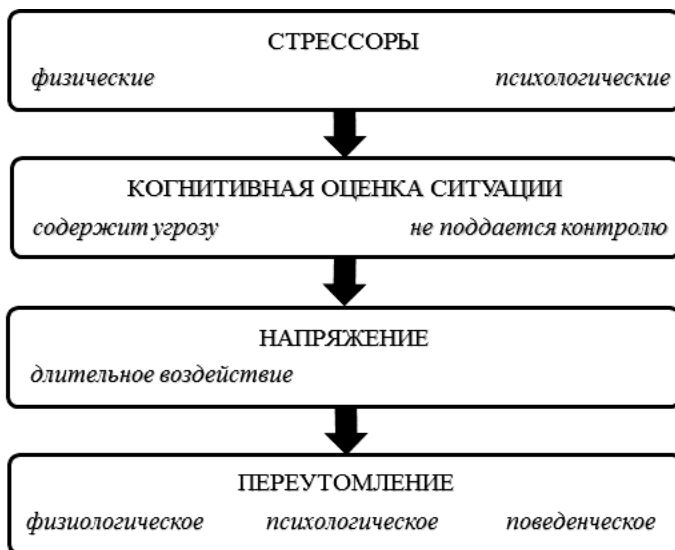 СТРЕССОРЫ
физические психологические
КОГНИТИВНАЯ ОЦЕНКА СИТУАЦИИ
содержит угрозу не поддается контролю
НАПРЯЖЕНИЕ
длительное воздействие
ПЕРЕУТОМЛЕНИЕ
физиологическое психологическое поведенческое